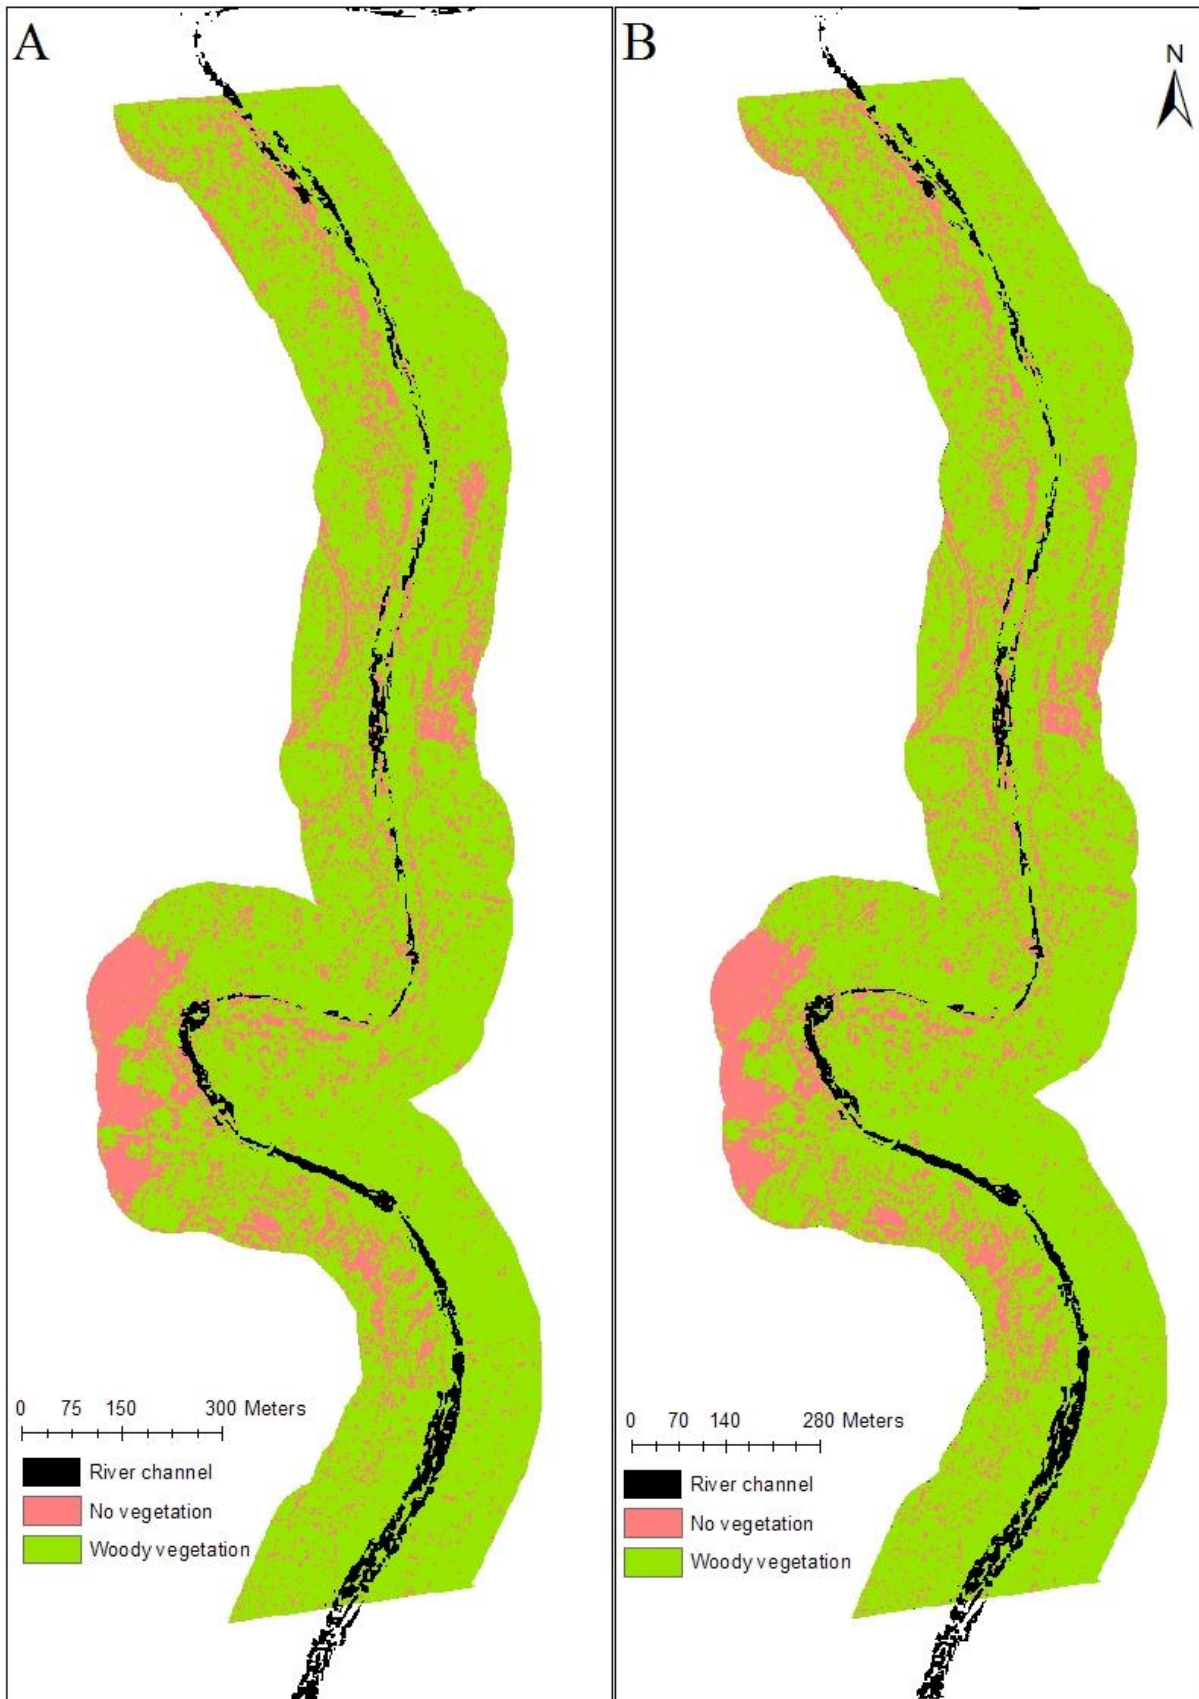 A
B
N
0 75 150 300 Meters
River channel
No vegetation
Woody vegetation
0 70 140 280 Meters
River channel
No vegetation
Woody vegetation